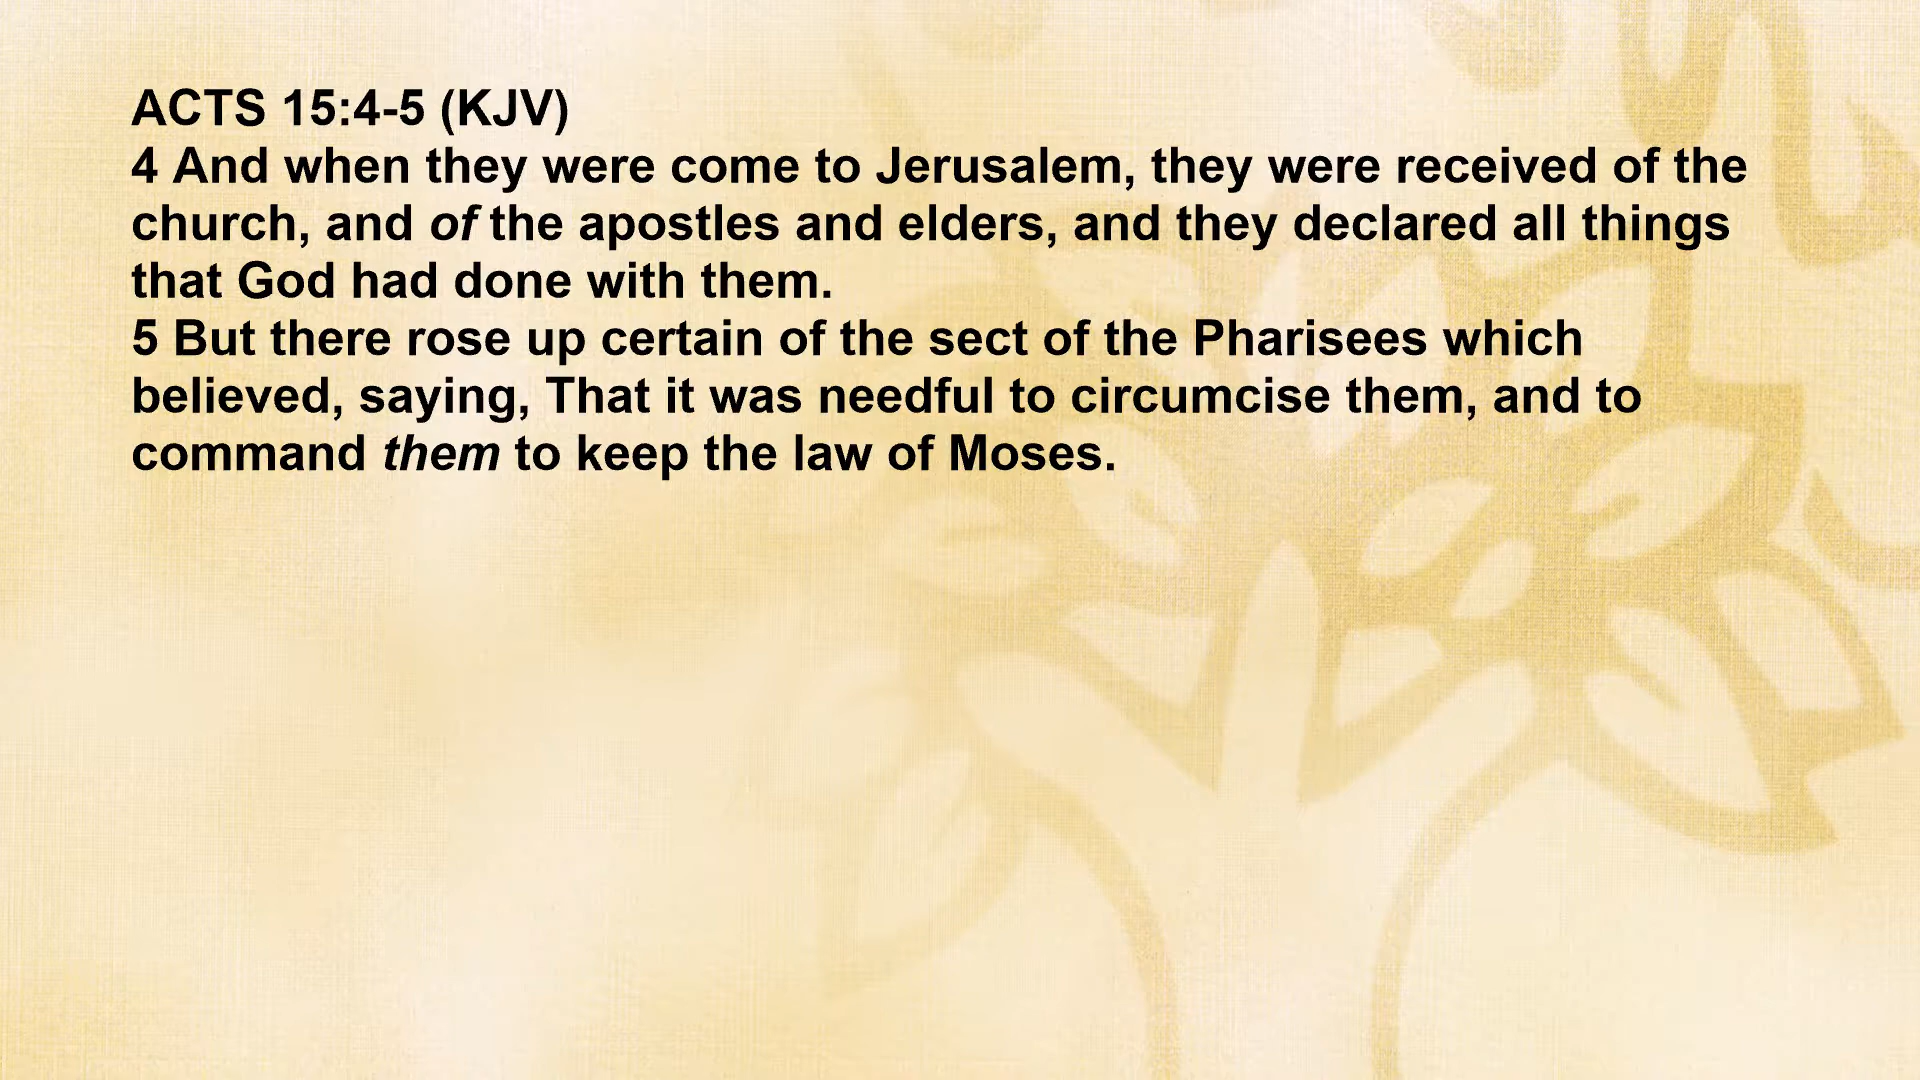 ACTS 15:4-5 (KJV)
4 And when they were come to Jerusalem, they were received of the
church, and of the apostles and elders, and they declared all things
that God had done with them.
5 But there rose up certain of the sect of the Pharisees which
believed, saying, That it was needful to circumcise them, and to
command them to keep the law of Moses.